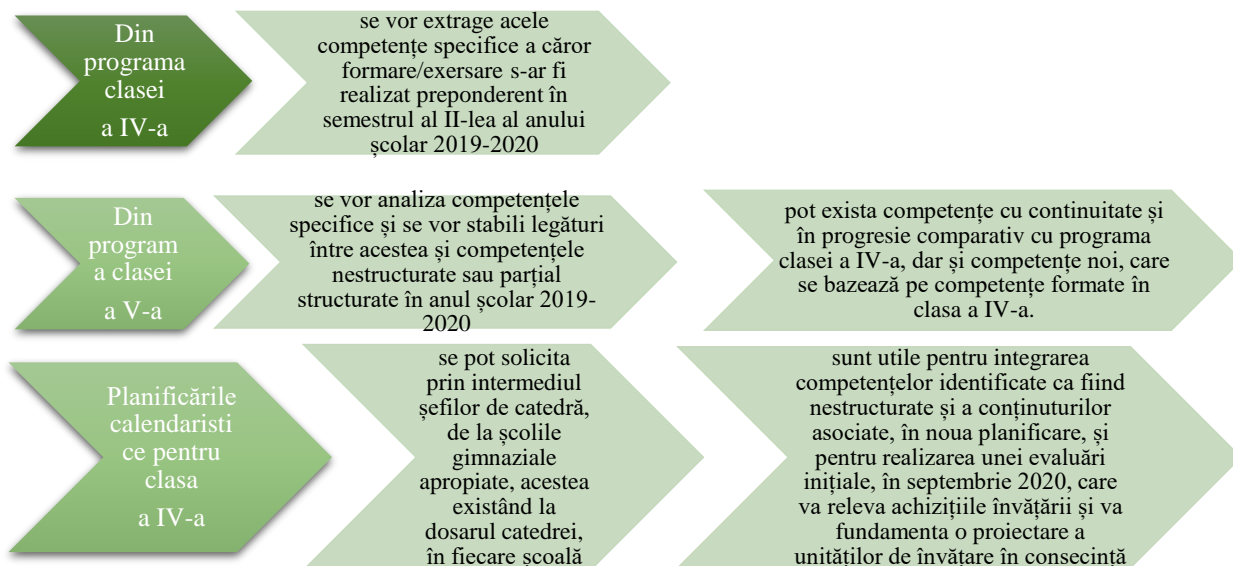 Din
programa
clasei
a IV-a
se vor extrage acele
competențe specifice a căror
formare/exersare s-ar fi
realizat preponderent în
semestrul al II-lea al anului
școlar 2019-2020
Din
program
a clasei
a V-a
se vor analiza competențele
specifice și se vor stabili legături
între acestea și competențele
nestructurate sau parțial
structurate în anul școlar 2019-
2020
pot exista competențe cu continuitate și
în progresie comparativ cu programa
clasei a IV-a, dar și competențe noi, care
se bazează pe competențe formate în
clasa a IV-a.
Planificările
calendaristi
ce pentru
clasa
a IV-a
se pot solicita
prin intermediul
șefilor de catedră,
de la școlile
gimnaziale
apropiate, acestea
existând la
dosarul catedrei,
în fiecare școală
sunt utile pentru integrarea
competențelor identificate ca fiind
nestructurate și a conținuturilor
asociate, în noua planificare, și
pentru realizarea unei evaluări
inițiale, în septembrie 2020, care
va releva achizițiile învățării și va
fundamenta o proiectare a
unităților de învățare în consecință